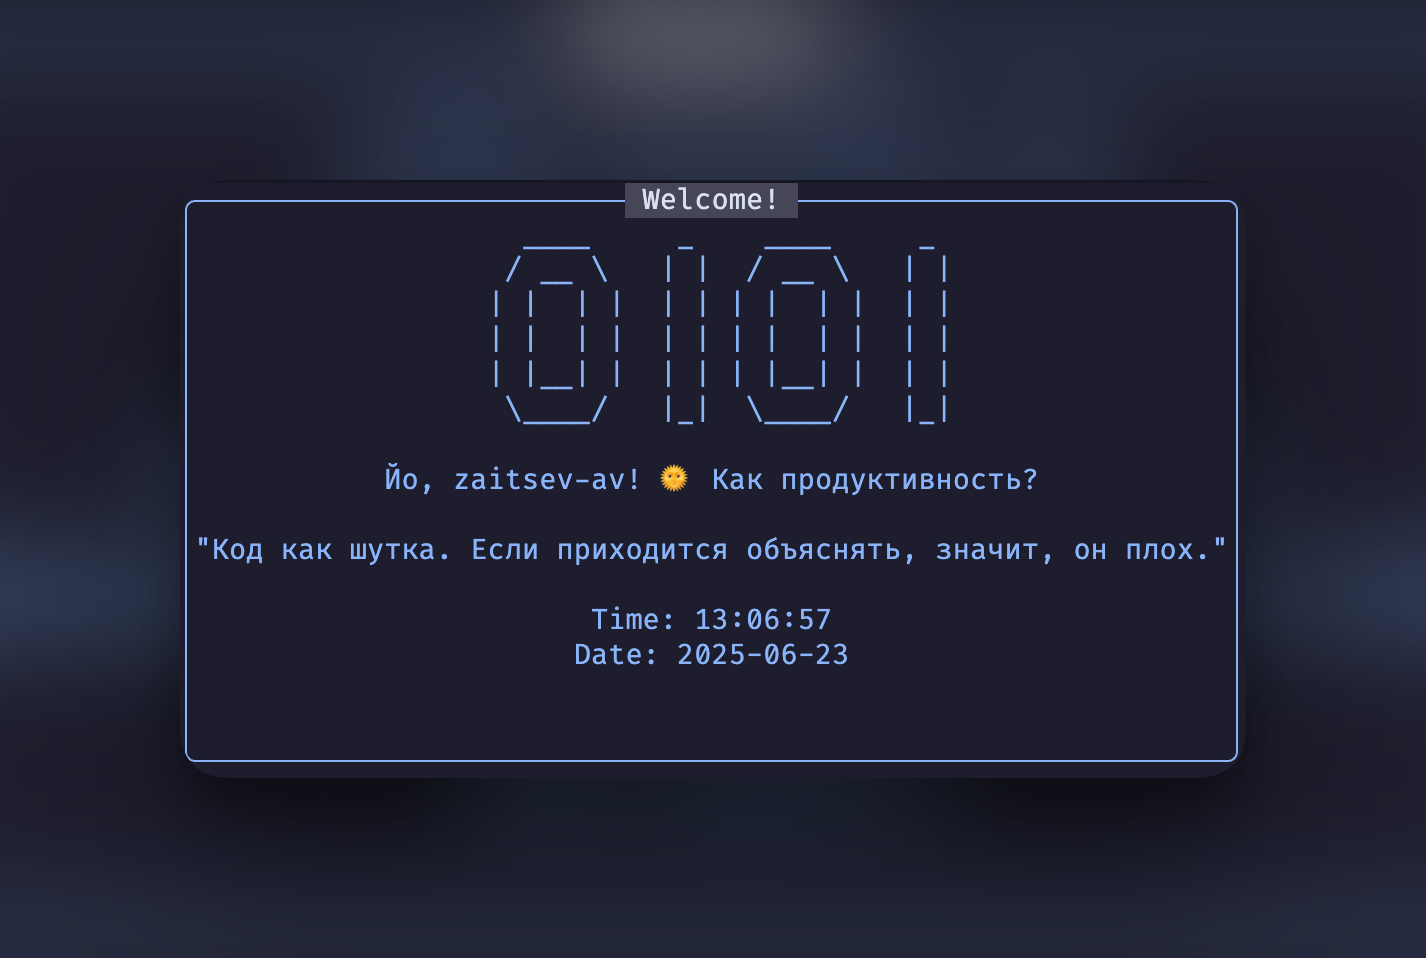 Welcome!
0101
Йо, zaitsev-av! 🌞 Как продуктивность?
"Код как шутка. Если приходится объяснять, значит, он плох."
Time: 13:06:57
Date: 2025-06-23